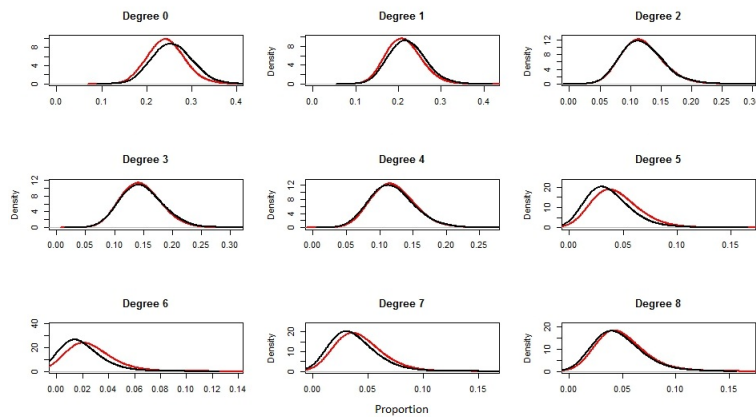 Degree 0
Degree 1
Degree 2
Density
0 4 8
0.0 0.1 0.2 0.3 0.4
Density
0 4 8
0.0 0.1 0.2 0.3 0.4
Density
0 4 8 12
0.00 0.05 0.10 0.15 0.20 0.25 0.30
Degree 3
Degree 4
Degree 5
Density
0 4 8 12
0.00 0.05 0.10 0.15 0.20 0.25 0.30
Density
0 4 8 12
0.00 0.05 0.10 0.15 0.20 0.25
Density
0 10 20
0.00 0.05 0.10 0.15
Degree 6
Degree 7
Degree 8
Density
0 20 40
0.00 0.02 0.04 0.06 0.08 0.10 0.12 0.14
Density
0 10 20
0.00 0.05 0.10 0.15
Density
0 10 20
0.00 0.05 0.10 0.15
Proportion